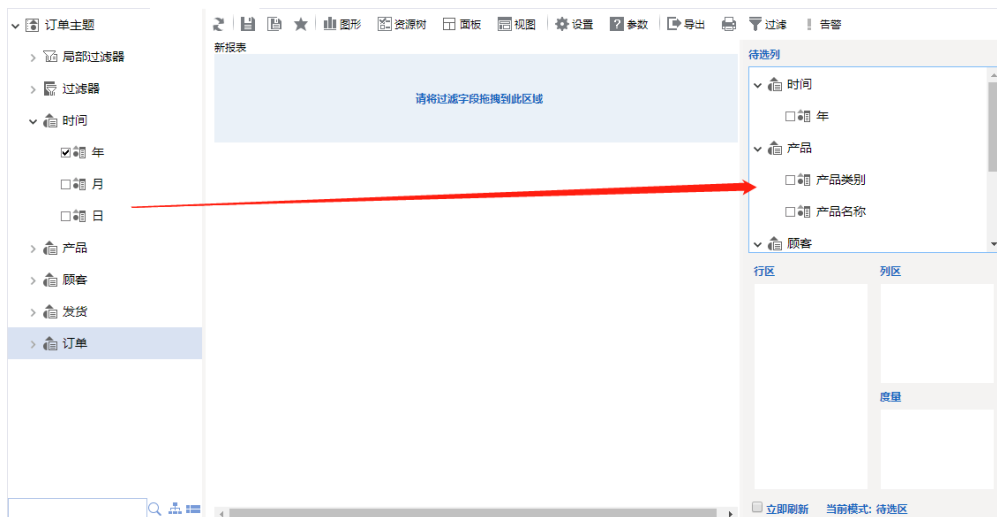 订单主题
局部过滤器
过滤器
时间
年
月
日
产品
顾客
发货
订单
图形 资源树 面板 视图 设置 参数 导出 过滤 告警
新报表
请将过滤字段拖拽到此区域
待选列
时间
年
产品
产品类别
产品名称
顾客
行区 列区
度量
立即刷新 当前模式: 待选区